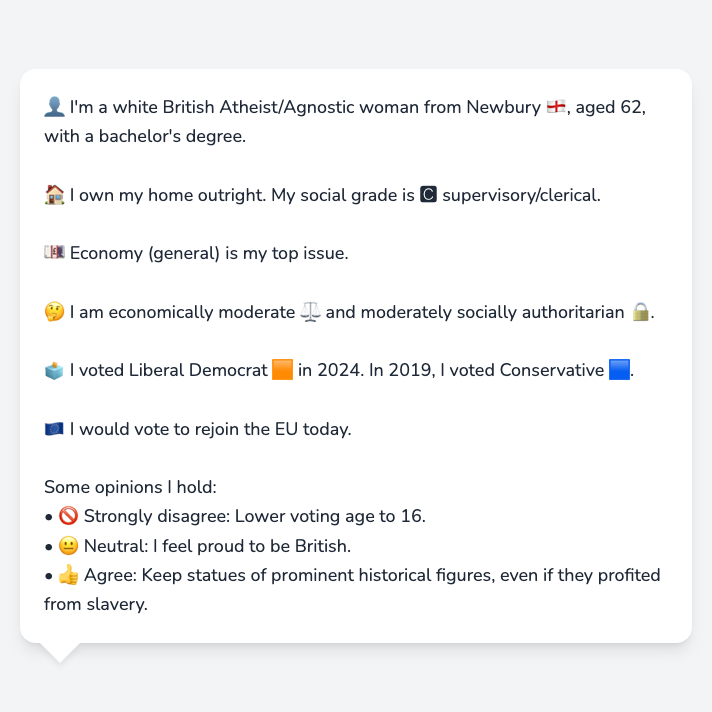 👤 I'm a white British Atheist/Agnostic woman from Newbury 🏴󠁧󠁢󠁥󠁮󠁧󠁿, aged 62,
with a bachelor's degree.
🏠 I own my home outright. My social grade is 🅲 supervisory/clerical.
💷 Economy (general) is my top issue.
🤔 I am economically moderate ⚖️ and moderately socially authoritarian 🔒.
🗳️ I voted Liberal Democrat 🟧 in 2024. In 2019, I voted Conservative 🟦.
🇪🇺 I would vote to rejoin the EU today.
Some opinions I hold:
• 🚫 Strongly disagree: Lower voting age to 16.
• 😐 Neutral: I feel proud to be British.
• 👍 Agree: Keep statues of prominent historical figures, even if they profited
from slavery.